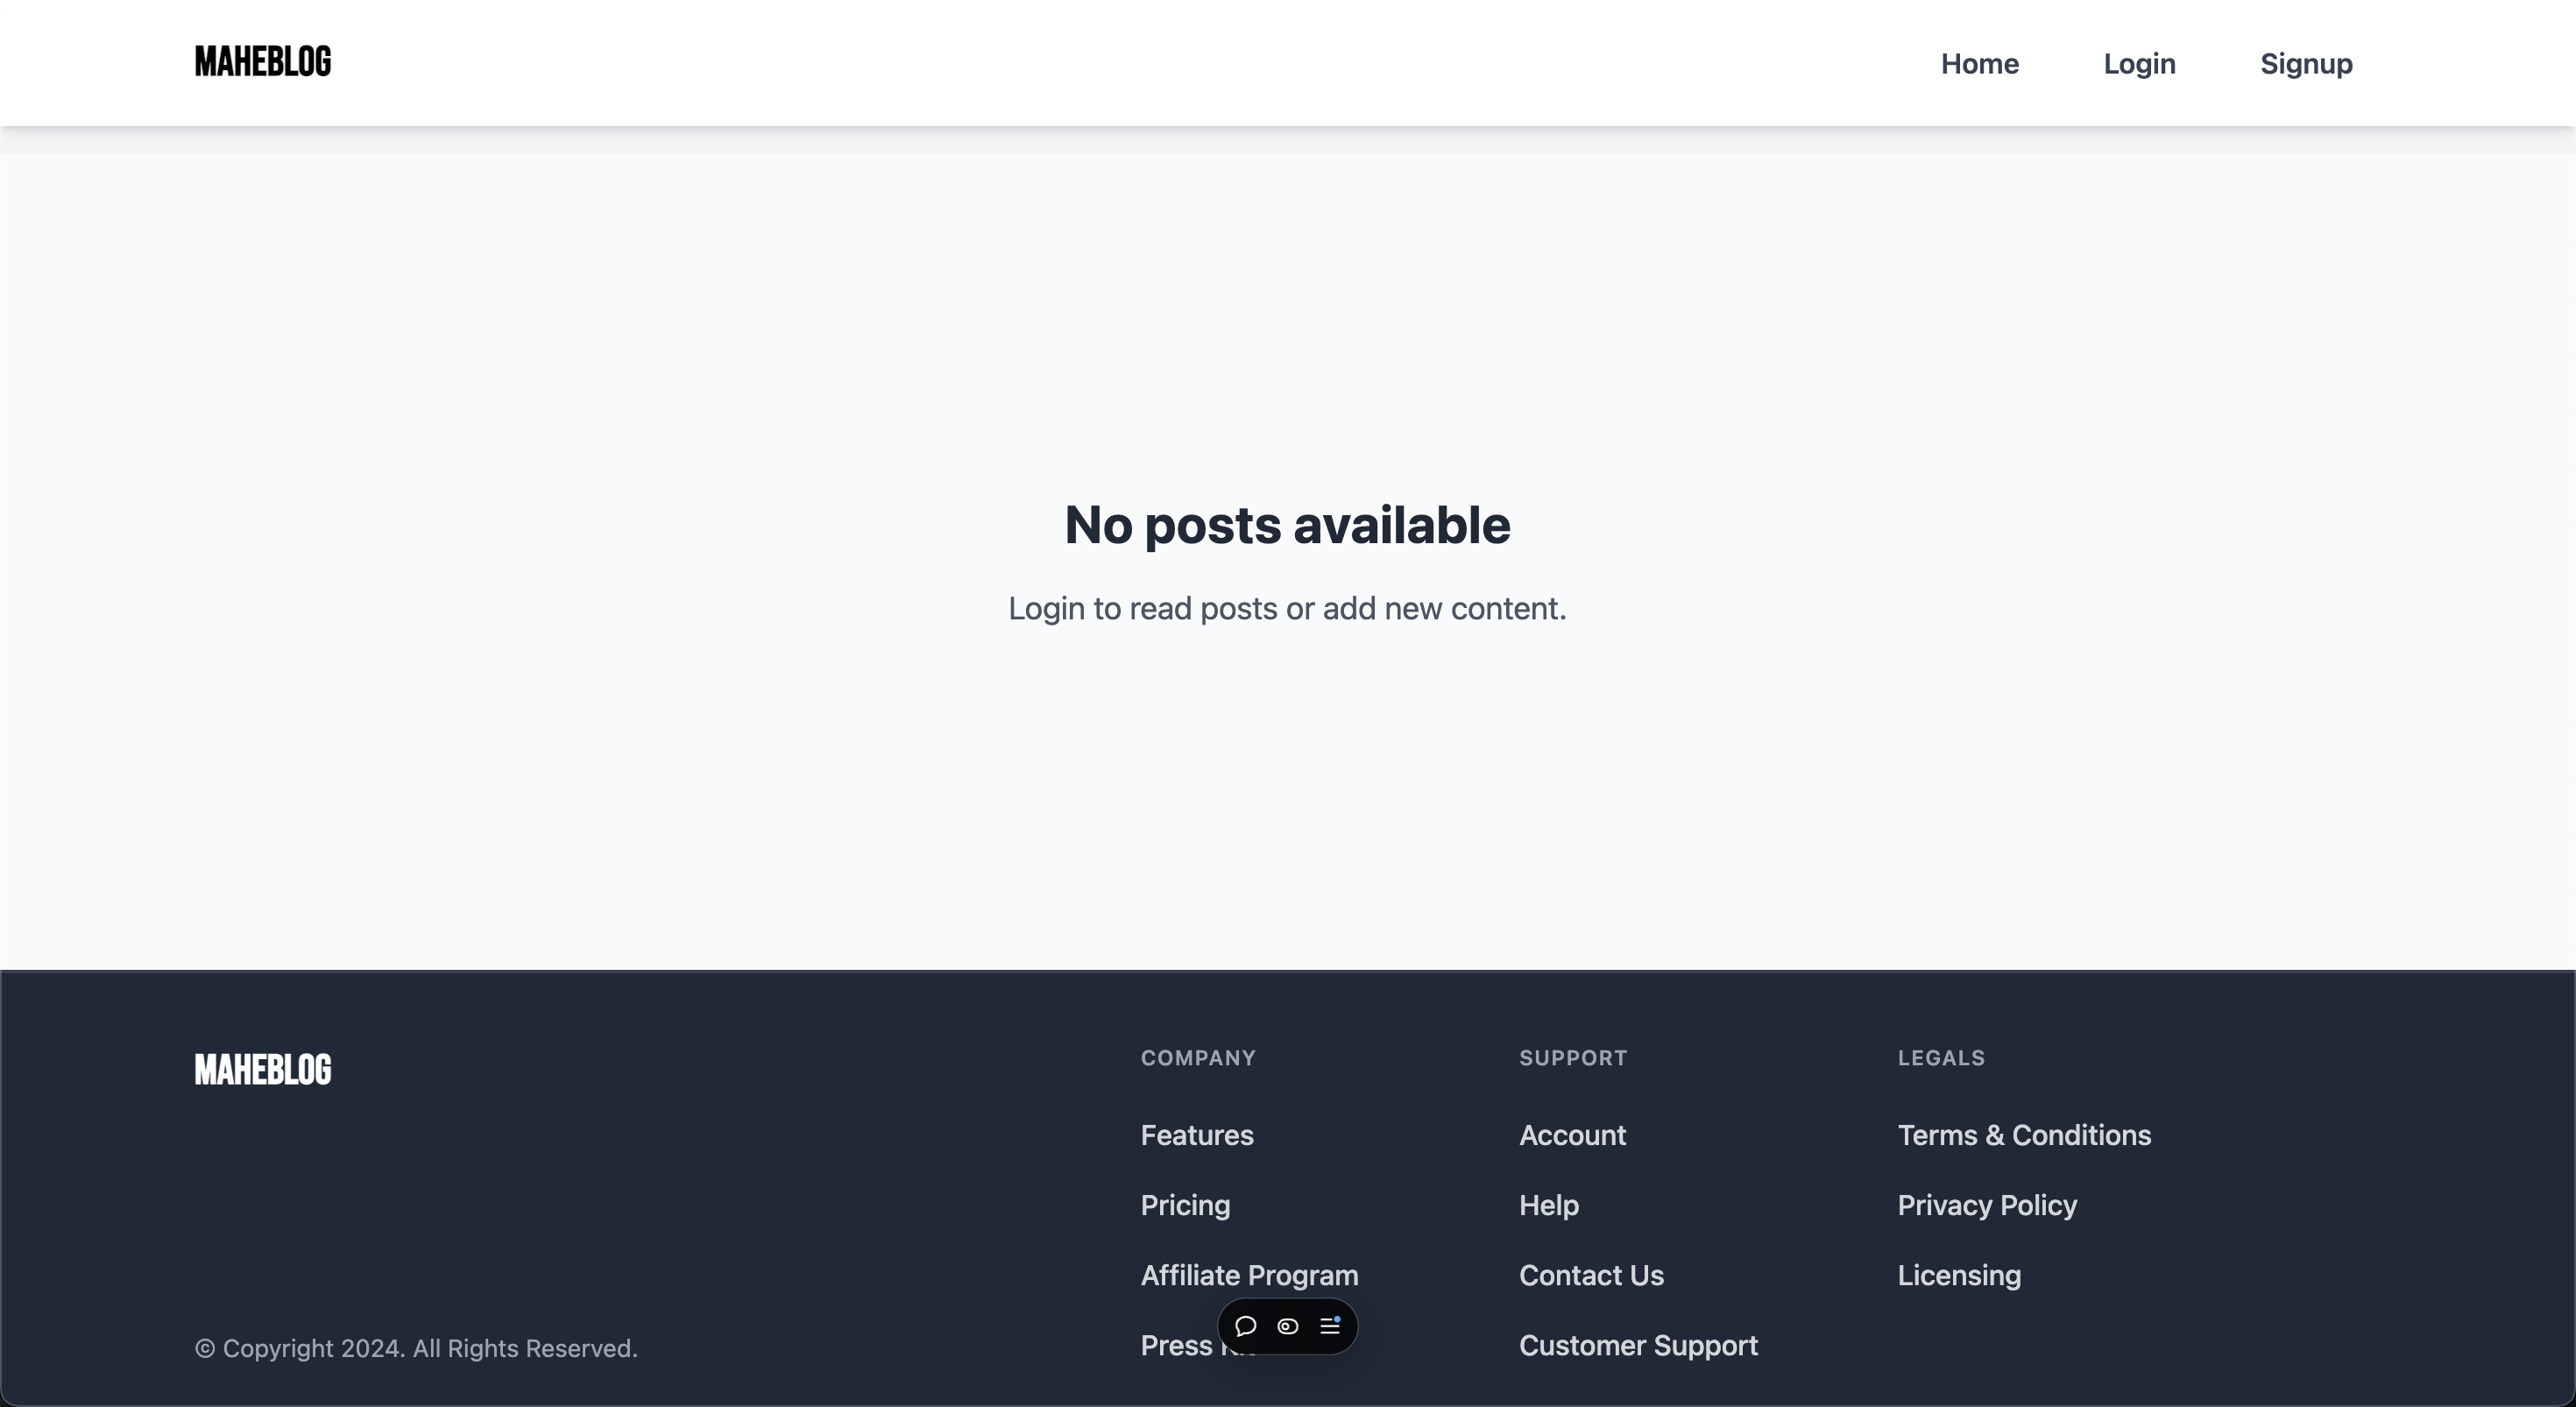 MAHEBLOG
Home
Login
Signup
No posts available
Login to read posts or add new content.
MAHEBLOG
© Copyright 2024. All Rights Reserved.
COMPANY
Features
Pricing
Affiliate Program
Press
SUPPORT
Account
Help
Contact Us
Customer Support
LEGALS
Terms & Conditions
Privacy Policy
Licensing